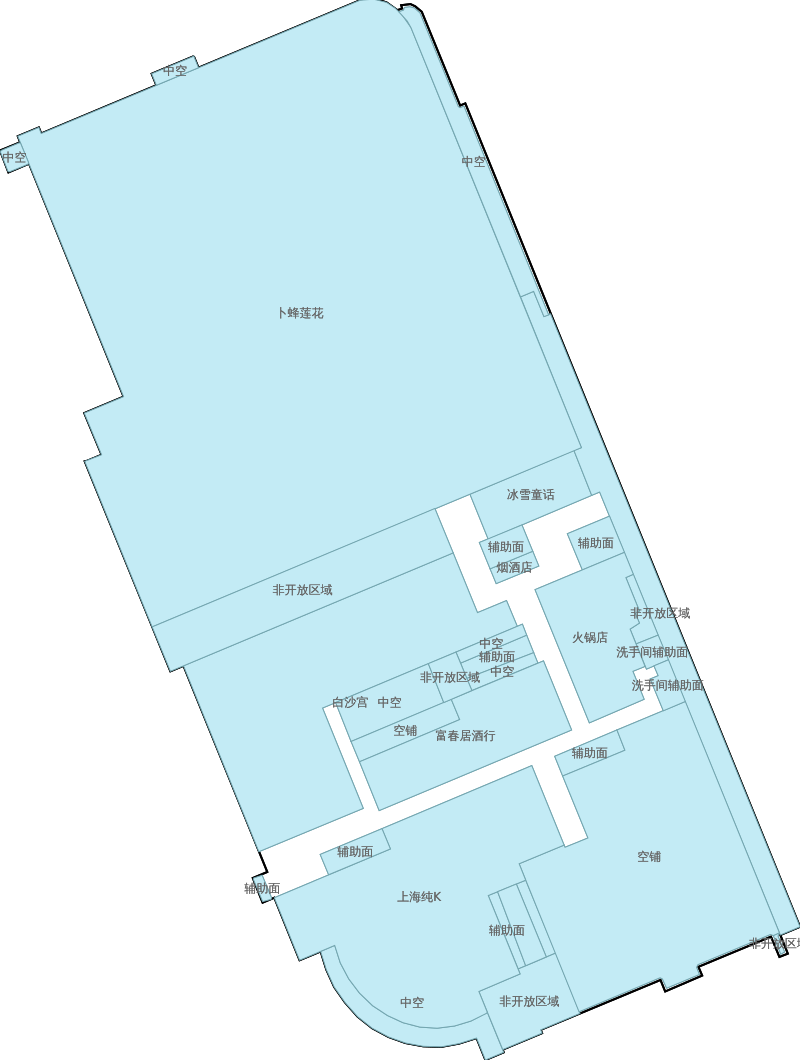 中空
中空
中空
卜蜂莲花
冰雪童话
辅助面
辅助面
烟酒店
非开放区域
非开放区域
火锅店
中空
洗手间辅助面
辅助面
中空
非开放区域
洗手间辅助面
白沙宫
中空
空铺
富春居酒行
辅助面
辅助面
空铺
辅助面
上海纯K
辅助面
非开放区域
中空
非开放区域